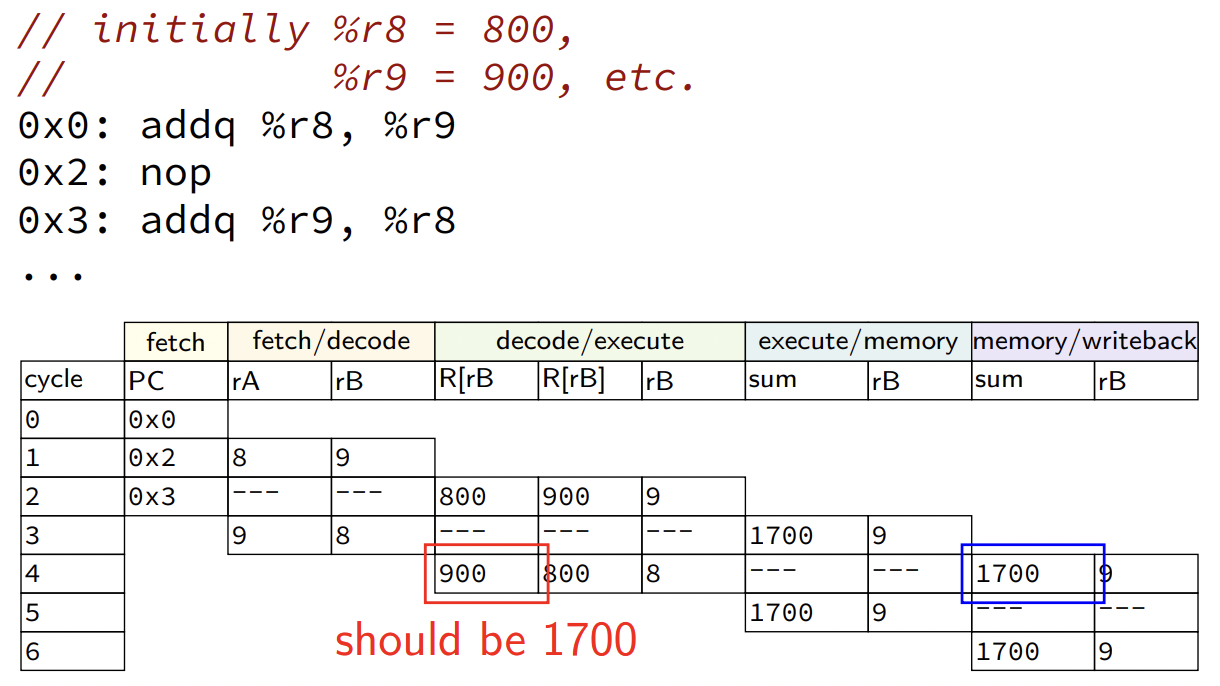 // initially %r8 = 800,
// %r9 = 900, etc.
0x0: addq %r8, %r9
0x2: nop
0x3: addq %r9, %r8
...
fetch fetch/decode decode/execute execute/memory memory/writeback
cycle PC rA rB R[rB R[rB] rB sum rB sum rB
0 0x0
1 0x2 8 9
2 0x3 --- --- 800 900 9
3 9 8 --- --- --- 1700 9
4 900 800 8 --- --- 1700 9
5 1700 9 --- ---
6 1700 9
should be 1700